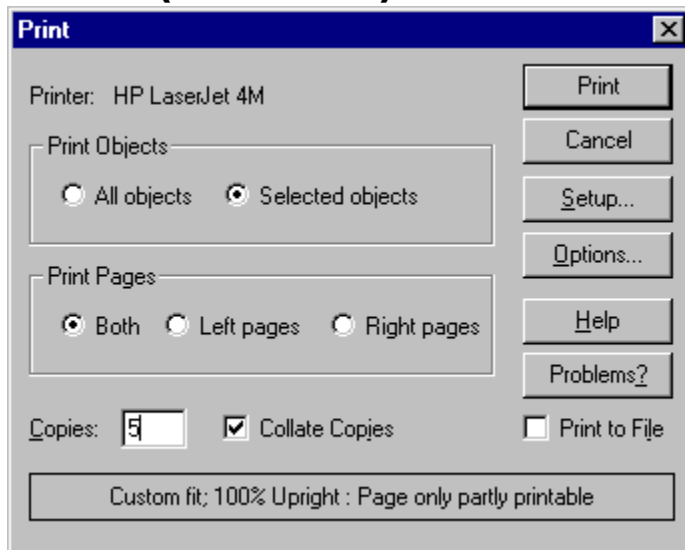 Print
Printer: HP LaserJet 4M
Print
Print Objects
Cancel
All objects
Selected objects
Setup...
Options...
Print Pages
Both
Left pages
Right pages
Help
Problems?
Copies: 5
Collate Copies
Print to File
Custom fit; 100% Upright : Page only partly printable